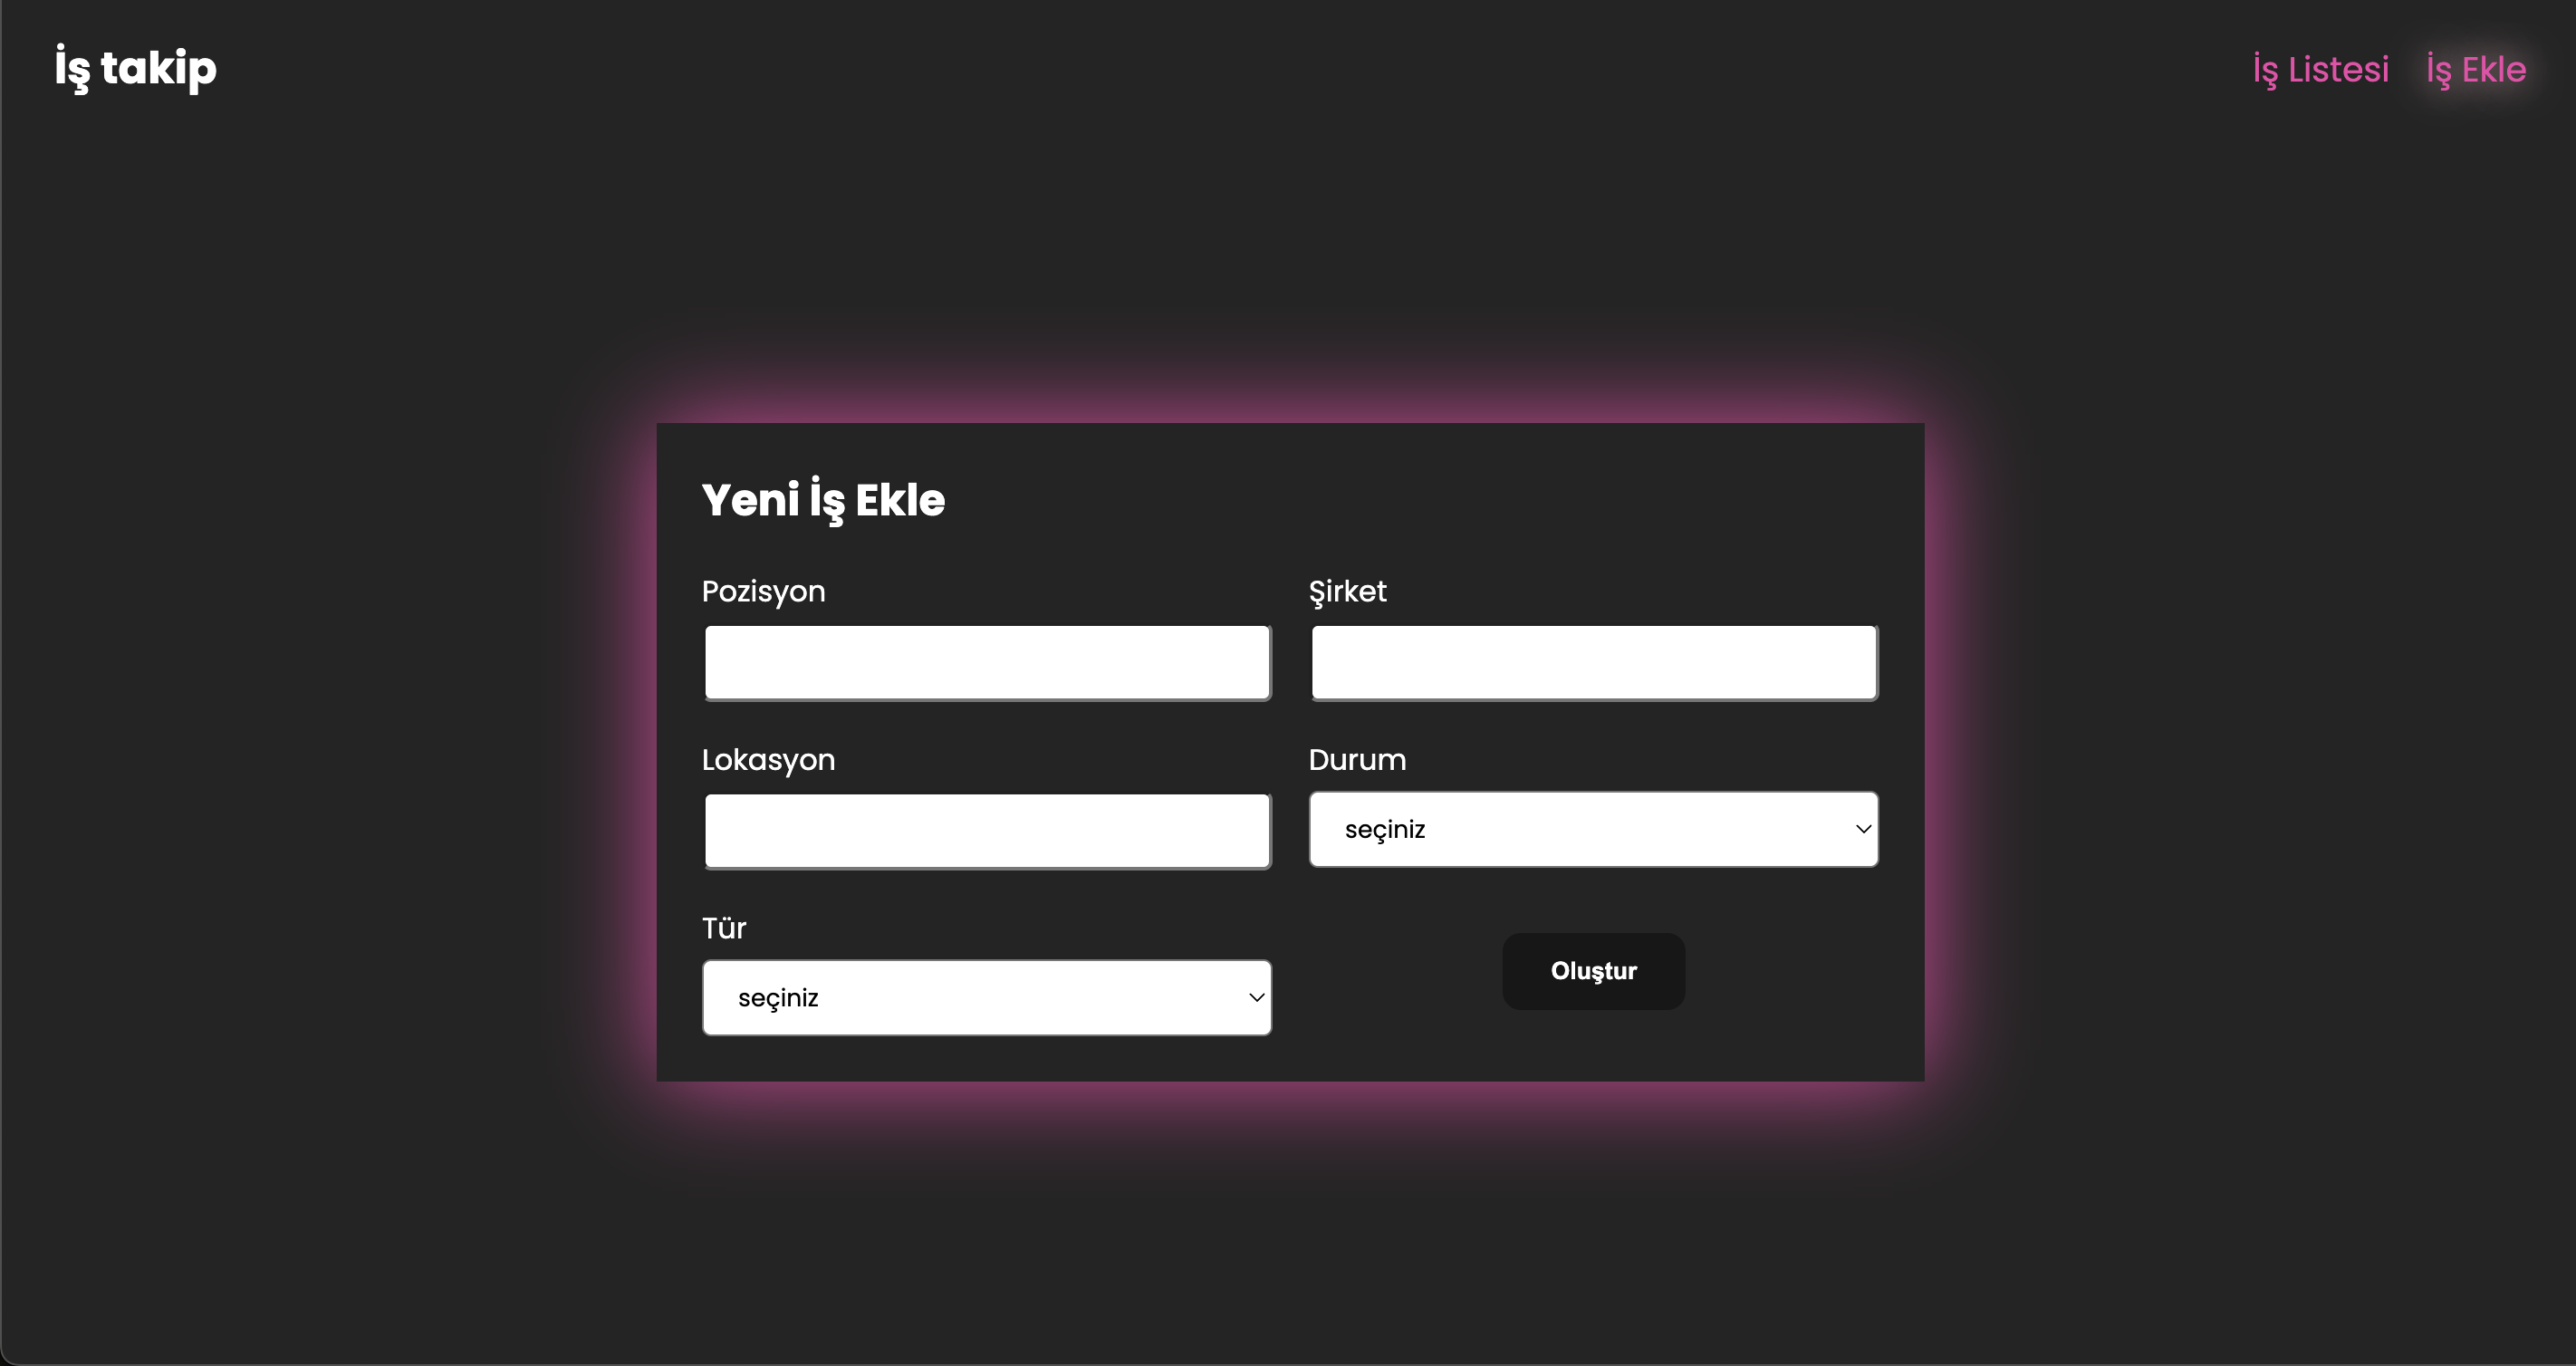 İş takip
İş Listesi
İş Ekle
Yeni İş Ekle
Pozisyon
Şirket
Lokasyon
Durum
seçiniz
Tür
seçiniz
Oluştur